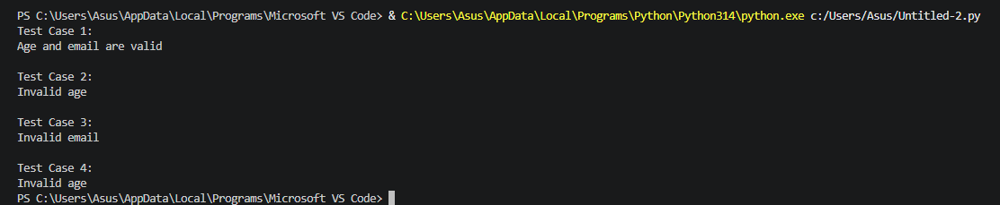 PS C:\Users\Asus\AppData\Local\Programs\Microsoft VS Code> & C:\Users\Asus\AppData\Local\Programs\Python\Python314\python.exe c:/Users/Asus/Untitled-2.py
Test Case 1:
Age and email are valid
Test Case 2:
Invalid age
Test Case 3:
Invalid email
Test Case 4:
Invalid age
PS C:\Users\Asus\AppData\Local\Programs\Microsoft VS Code>